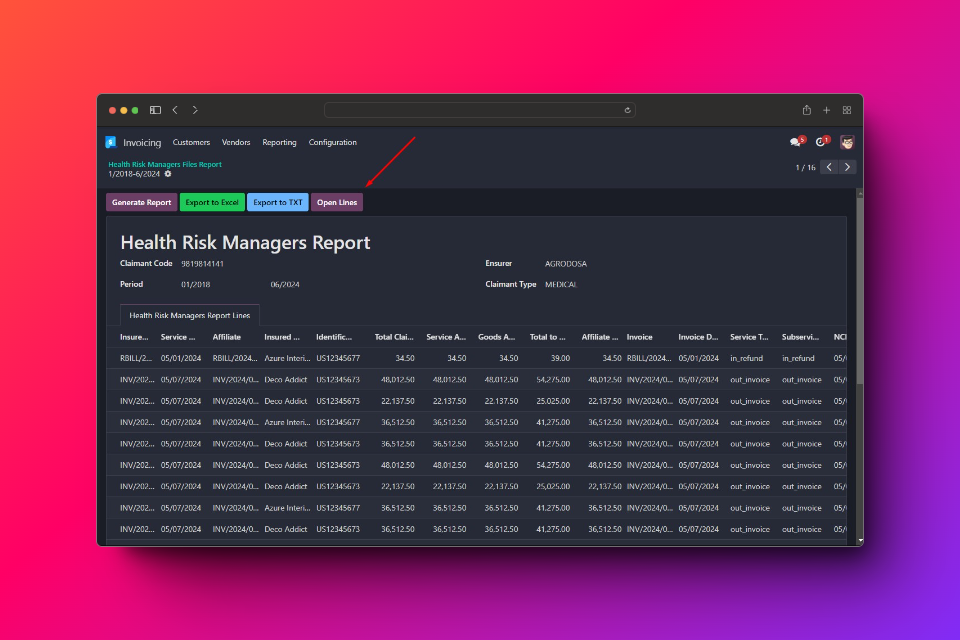 Invoicing Customers Vendors Reporting Configuration 5 1
Health Risk Managers Files Report
1/2018-6/2024 1 / 16
Generate Report Export to Excel Export to TXT Open Lines
Health Risk Managers Report
Claimant Code 9819814141 Ensurer AGRODOSA
Period 01/2018 06/2024 Claimant Type MEDICAL
Health Risk Managers Report Lines
Insure... Service ... Affiliate Insured ... Identific... Total Clai... Service A... Goods A... Total to ... Affiliate ... Invoice Invoice D... Service T... Subservi... NCI
RBILL/2... 05/01/2024 RBILL/2024... Azure Interi... US12345677 34.50 34.50 34.50 39.00 34.50 RBILL/2024... 05/01/2024 in_refund in_refund 05/
INV/202... 05/07/2024 INV/2024/0... Deco Addict US12345673 48,012.50 48,012.50 48,012.50 54,275.00 48,012.50 INV/2024/0... 05/07/2024 out_invoice out_invoice 05/
INV/202... 05/07/2024 INV/2024/0... Deco Addict US12345673 22,137.50 22,137.50 22,137.50 25,025.00 22,137.50 INV/2024/0... 05/07/2024 out_invoice out_invoice 05/
INV/202... 05/07/2024 INV/2024/0... Azure Interi... US12345677 36,512.50 36,512.50 36,512.50 41,275.00 36,512.50 INV/2024/0... 05/07/2024 out_invoice out_invoice 05/
INV/202... 05/07/2024 INV/2024/0... Deco Addict US12345673 36,512.50 36,512.50 36,512.50 41,275.00 36,512.50 INV/2024/0... 05/07/2024 out_invoice out_invoice 05/
INV/202... 05/07/2024 INV/2024/0... Deco Addict US12345673 48,012.50 48,012.50 48,012.50 54,275.00 48,012.50 INV/2024/0... 05/07/2024 out_invoice out_invoice 05/
INV/202... 05/07/2024 INV/2024/0... Deco Addict US12345673 22,137.50 22,137.50 22,137.50 25,025.00 22,137.50 INV/2024/0... 05/07/2024 out_invoice out_invoice 05/
INV/202... 05/07/2024 INV/2024/0... Azure Interi... US12345677 36,512.50 36,512.50 36,512.50 41,275.00 36,512.50 INV/2024/0... 05/07/2024 out_invoice out_invoice 05/
INV/202... 05/07/2024 INV/2024/0... Deco Addict US12345673 36,512.50 36,512.50 36,512.50 41,275.00 36,512.50 INV/2024/0... 05/07/2024 out_invoice out_invoice 05/